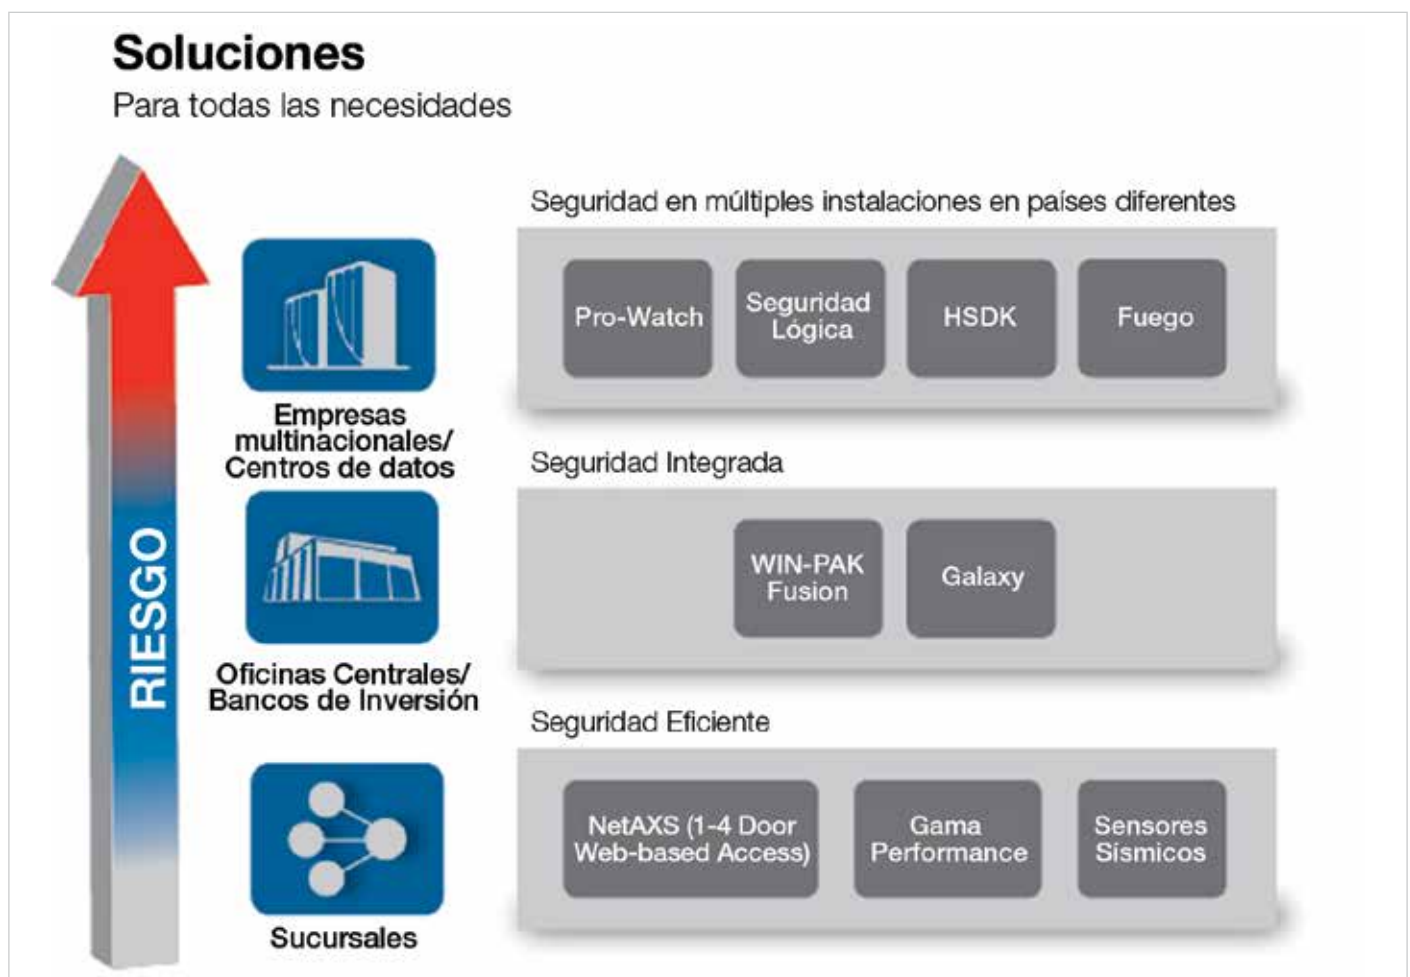 Soluciones
Para todas las necesidades
RIESGO
Empresas
multinacionales/
Centros de datos
Seguridad en múltiples instalaciones en países diferentes
Pro-Watch
Seguridad
Lógica
HSDK
Fuego
Oficinas Centrales/
Bancos de Inversión
Seguridad Integrada
WIN-PAK
Fusion
Galaxy
Sucursales
Seguridad Eficiente
NetAXS (1-4 Door
Web-based Access)
Gama
Performance
Sensores
Sísmicos